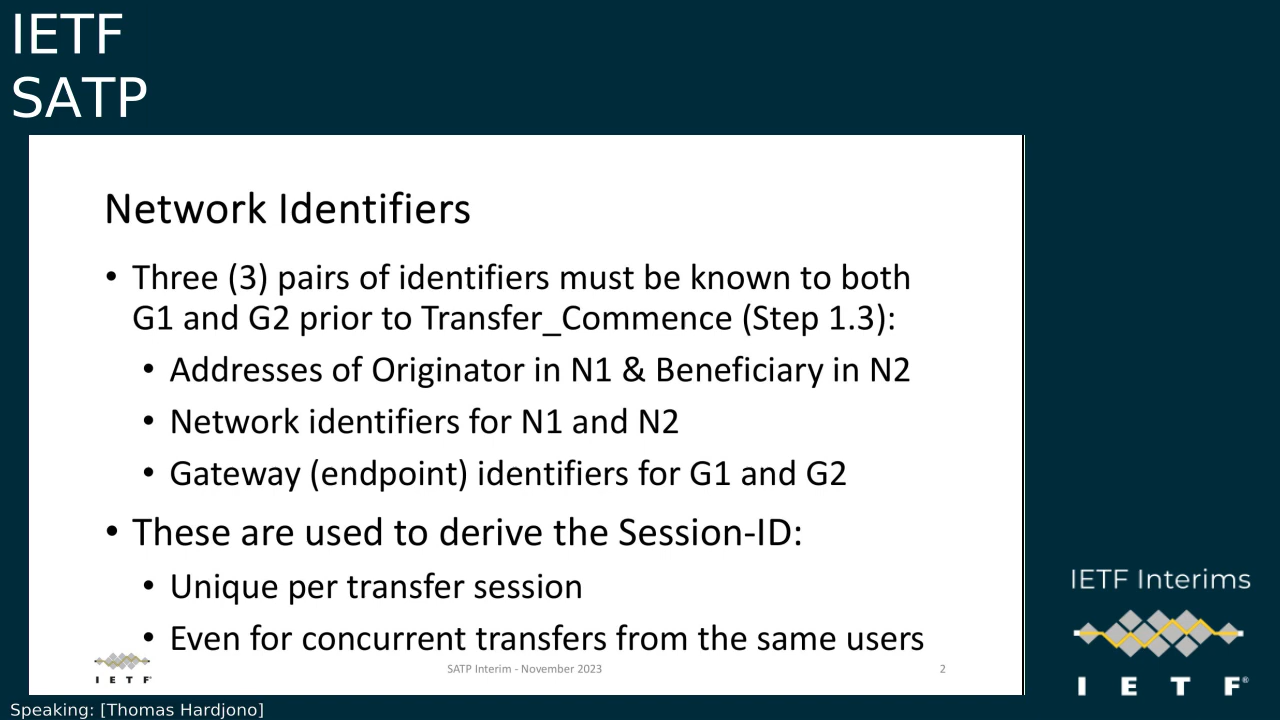 IETF
SATP
Network Identifiers
• Three (3) pairs of identifiers must be known to both
G1 and G2 prior to Transfer_Commence (Step 1.3):
• Addresses of Originator in N1 & Beneficiary in N2
• Network identifiers for N1 and N2
• Gateway (endpoint) identifiers for G1 and G2
• These are used to derive the Session-ID:
• Unique per transfer session
• Even for concurrent transfers from the same users
I E T F
SATP Interim - November 2023
2
IETF Interims
I E T F®
Speaking: [Thomas Hardjono]